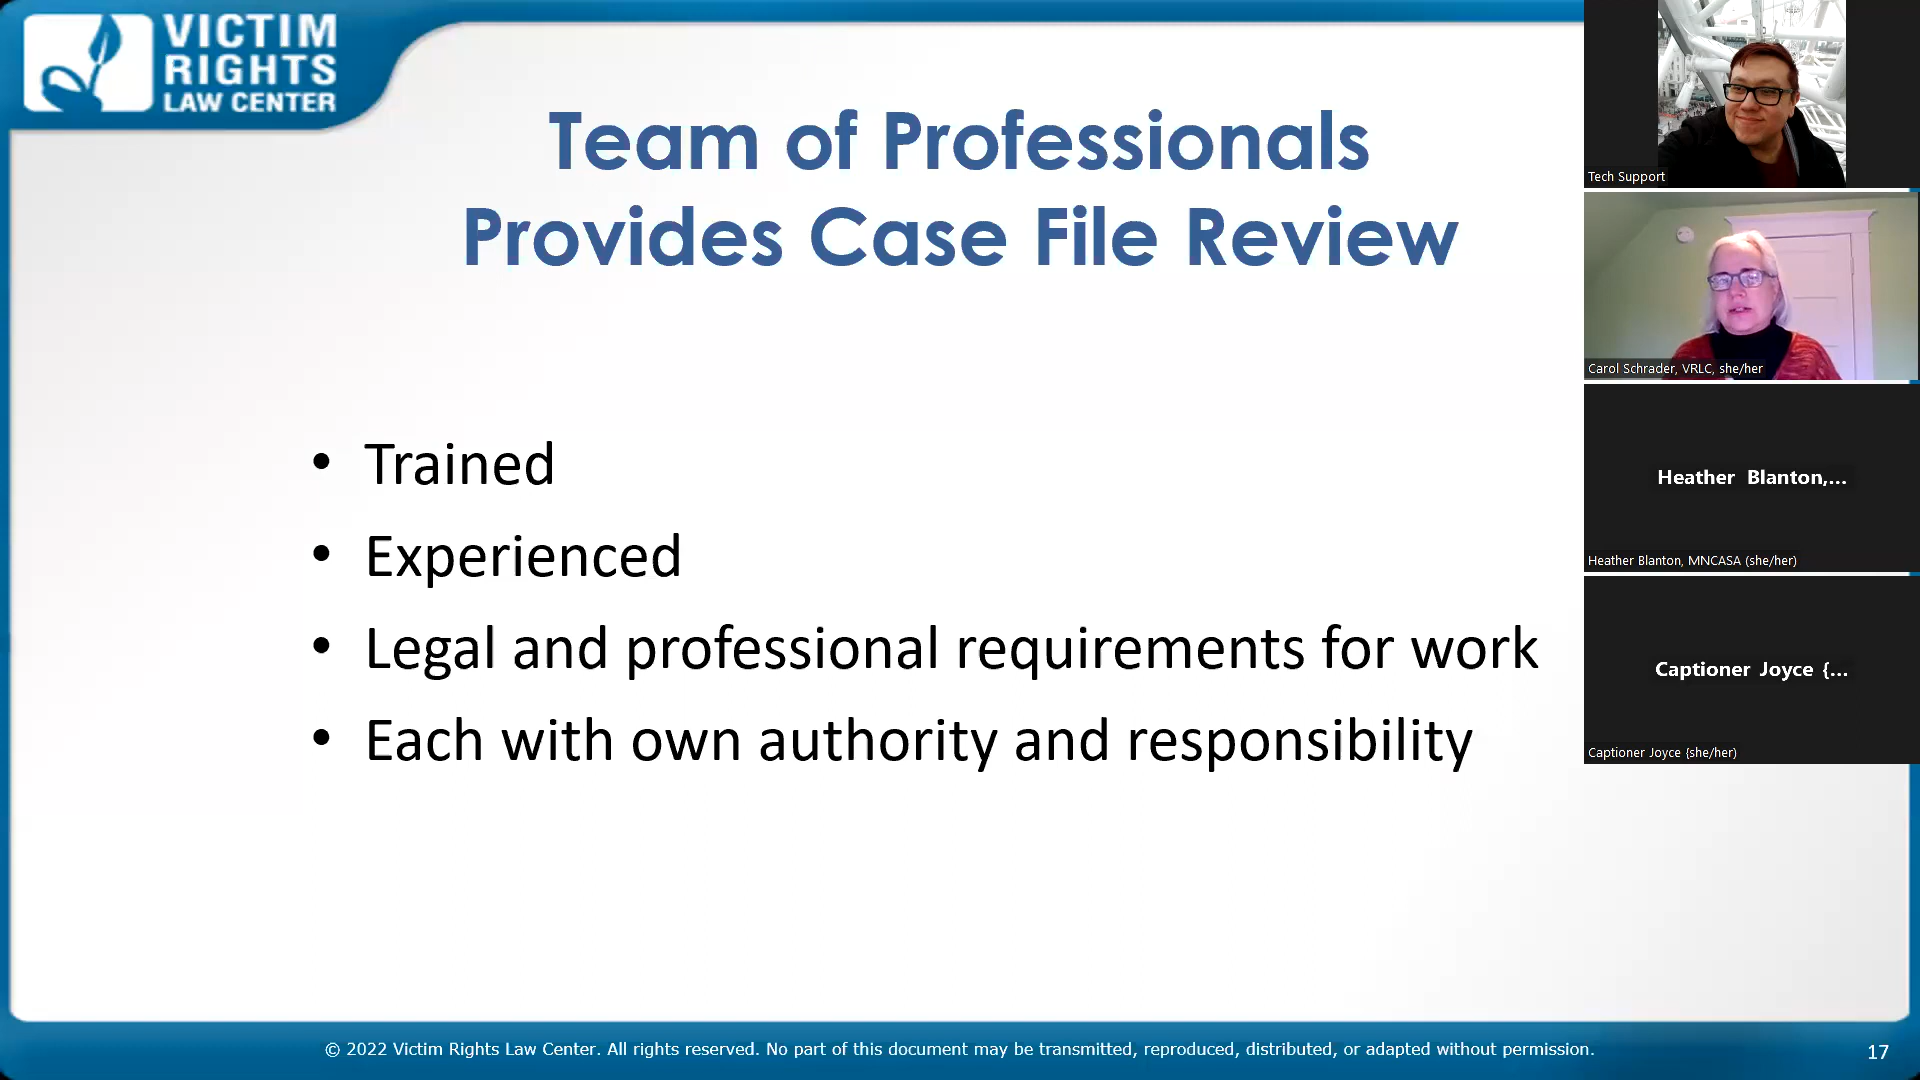 VICTIM
RIGHTS
LAW CENTER
Team of Professionals
Provides Case File Review
• Trained
• Experienced
• Legal and professional requirements for work
• Each with own authority and responsibility
Tech Support
Carol Schrader, VRLC, she/her
Heather Blanton,...
Heather Blanton, MNCASA (she/her)
Captioner Joyce {...
Captioner Joyce {she/her)
© 2022 Victim Rights Law Center. All rights reserved. No part of this document may be transmitted, reproduced, distributed, or adapted without permission.
17